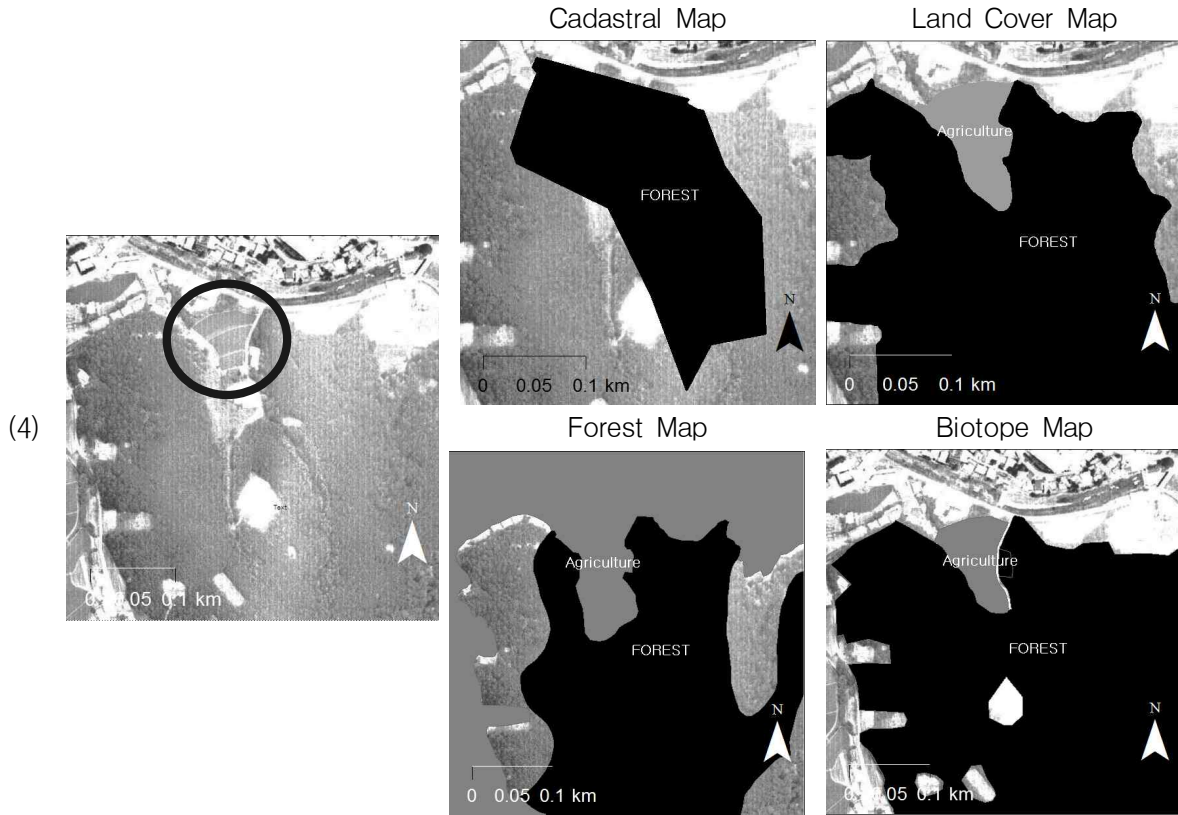 Cadastral Map
Land Cover Map
FOREST
N
0 0.05 0.1 km
Agriculture
FOREST
N
0 0.05 0.1 km
(4)
Text
N
0.05 0.1 km
Forest Map
Biotope Map
Agriculture
FOREST
N
0 0.05 0.1 km
Agriculture
FOREST
N
0.05 0.1 km